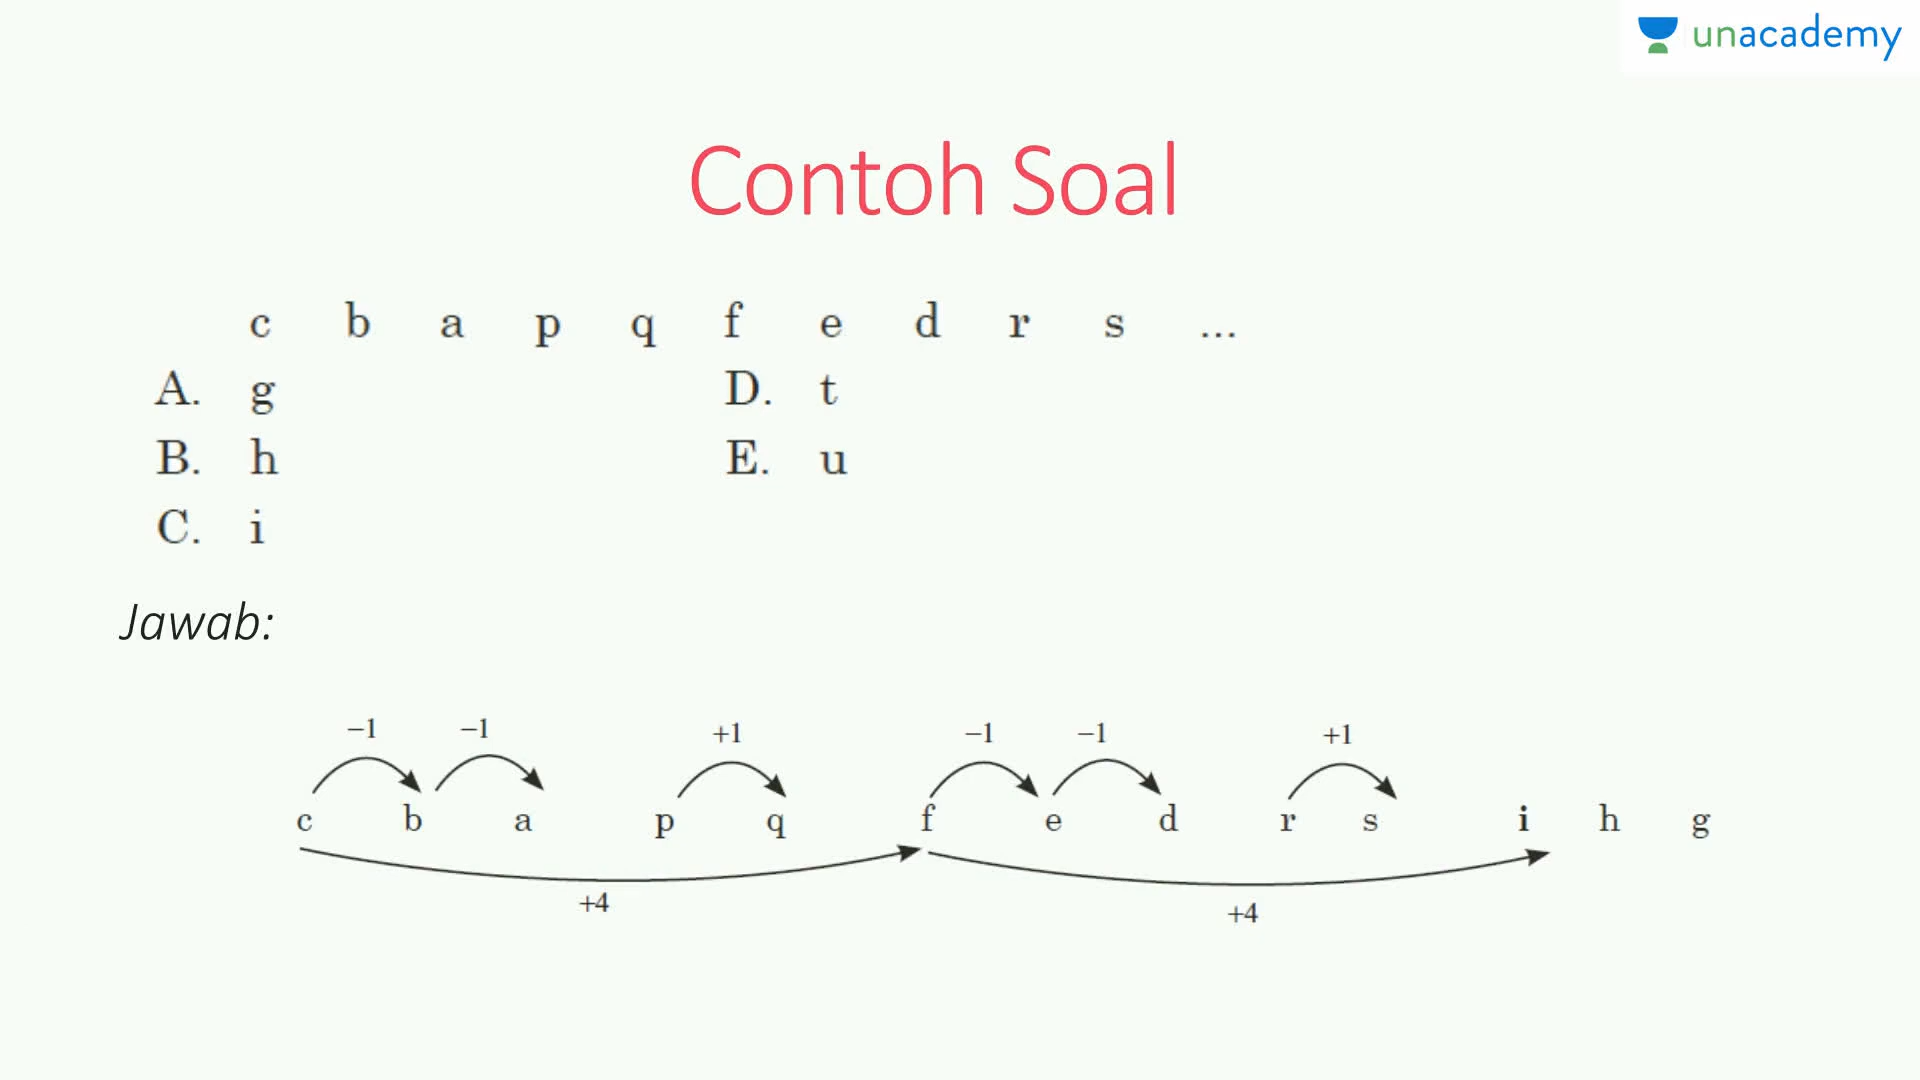 unacademy
Contoh Soal
c b a p q f e d r s ...
A. g D. t
B. h E. u
C. i
Jawab:
–1 –1 +1 –1 –1 +1
c b a p q f e d r s i h g
+4 +4